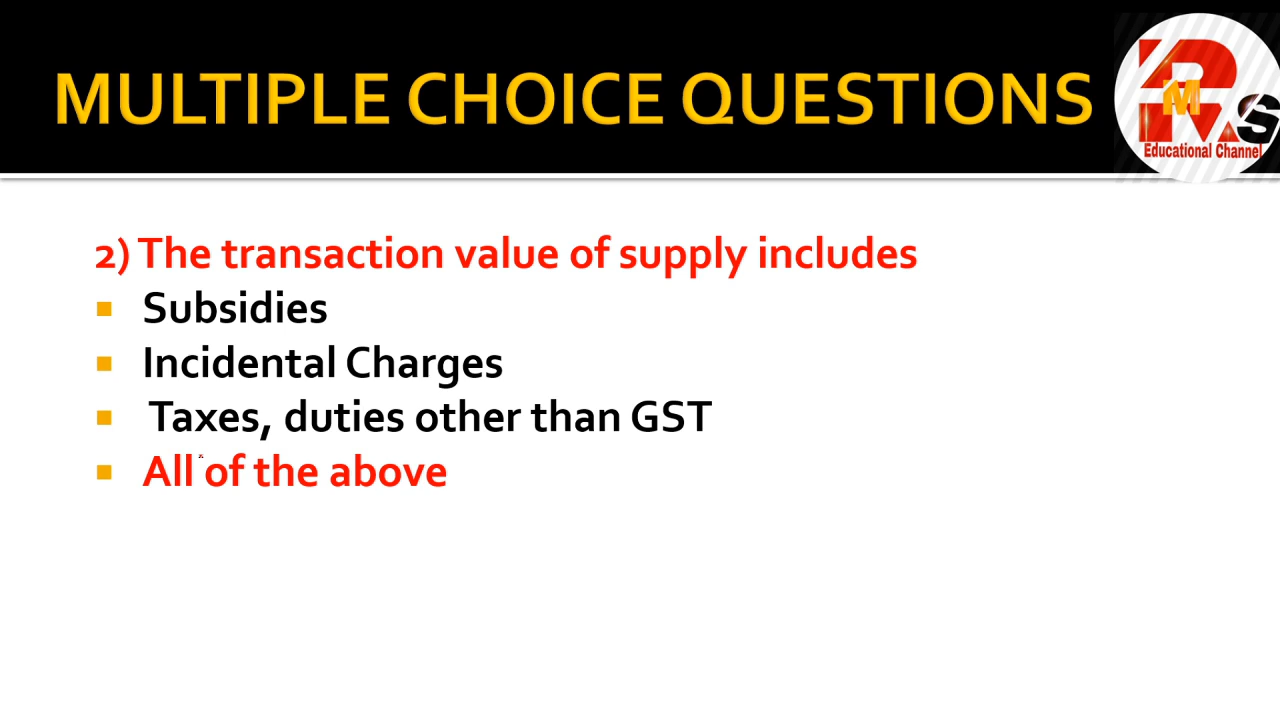 MULTIPLE CHOICE QUESTIONS
Educational Channel
2) The transaction value of supply includes
Subsidies
Incidental Charges
Taxes, duties other than GST
All of the above